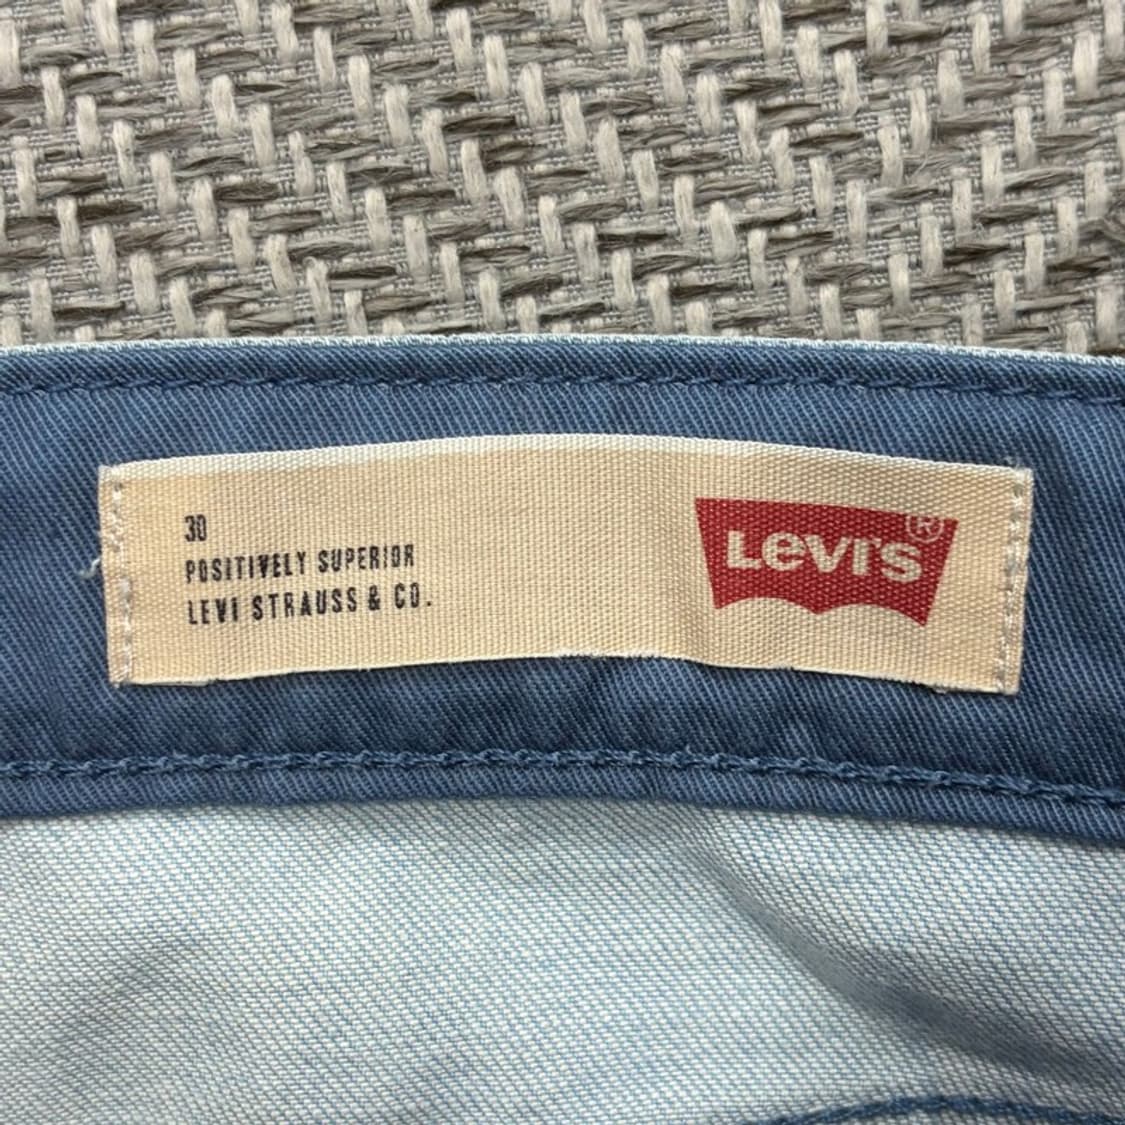 30
POSITIVELY SUPERIOR
LEVI STRAUSS & CO.
LEVI'S®